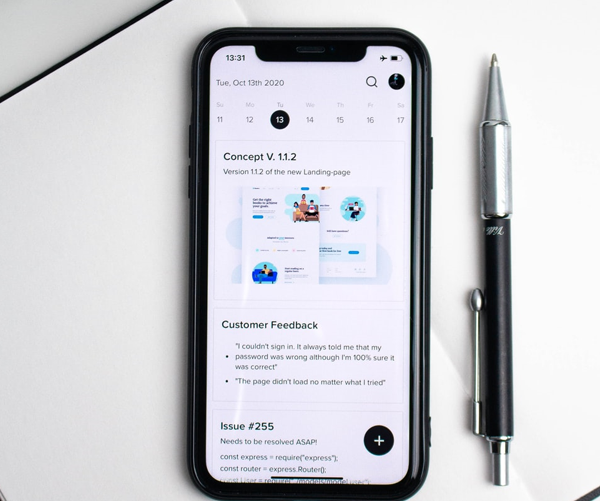 13:31
Tue, Oct 13th 2020
Su Mo Tu We Th Fr Sa
11 12 13 14 15 16 17
Concept V. 1.1.2
Version 1.1.2 of the new Landing-page
Customer Feedback
"I couldn't sign in. It always told me that my
password was wrong although I'm 100% sure it
was correct"
"The page didn't load no matter what I tried"
Issue #255
Needs to be resolved ASAP!
const express = require("express");
const router = express.Router();
const User = require(